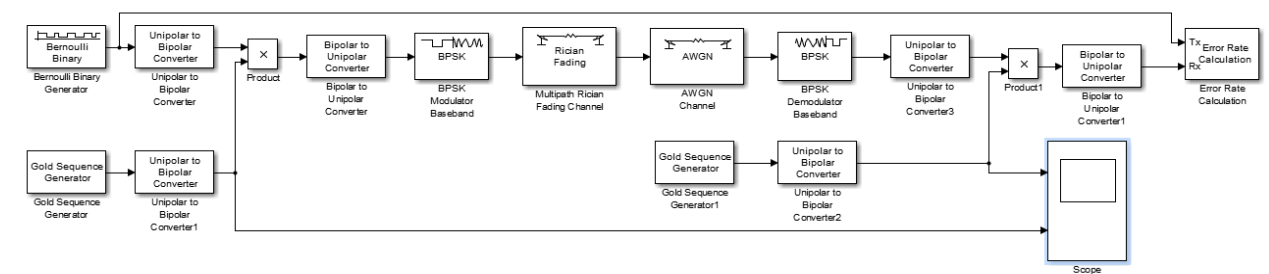 Bernoulli
Binary
Bernoulli Binary
Generator
Unipolar to
Bipolar
Converter
Unipolar to
Bipolar
Converter
×
Product
Bipolar to
Unipolar
Converter
Bipolar to
Unipolar
Converter
BPSK
BPSK
Modulator
Baseband
Rician
Fading
Multipath Rician
Fading Channel
AWGN
AWGN
Channel
BPSK
BPSK
Demodulator
Baseband
Unipolar to
Bipolar
Converter
Unipolar to
Bipolar
Converter3
×
Product1
Bipolar to
Unipolar
Converter
Bipolar to
Unipolar
Converter1
Tx
Rx
Error Rate
Calculation
Error Rate
Calculation
Gold Sequence
Generator
Gold Sequence
Generator
Unipolar to
Bipolar
Converter
Unipolar to
Bipolar
Converter1
Gold Sequence
Generator
Gold Sequence
Generator1
Unipolar to
Bipolar
Converter
Unipolar to
Bipolar
Converter2
Scope